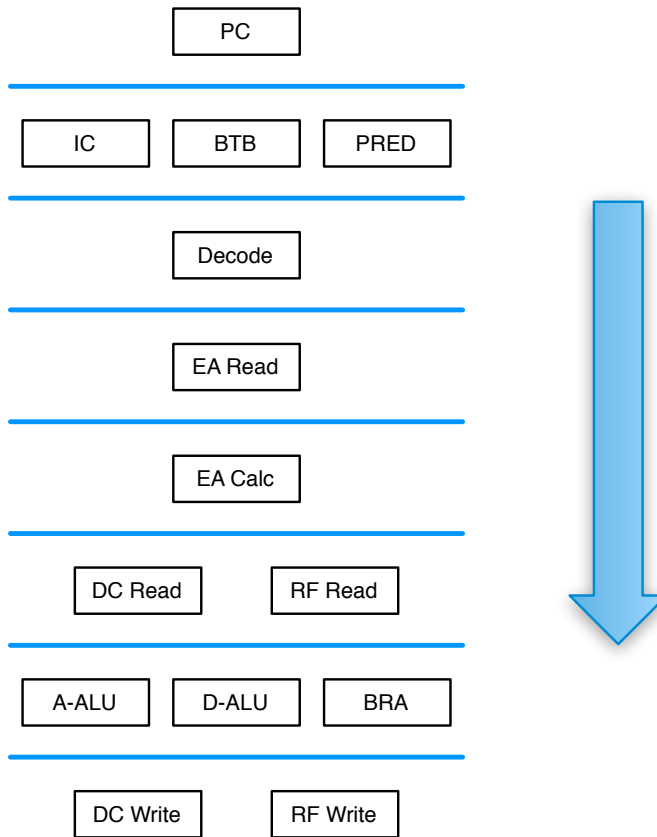 PC
IC BTB PRED
Decode
EA Read
EA Calc
DC Read RF Read
A-ALU D-ALU BRA
DC Write RF Write